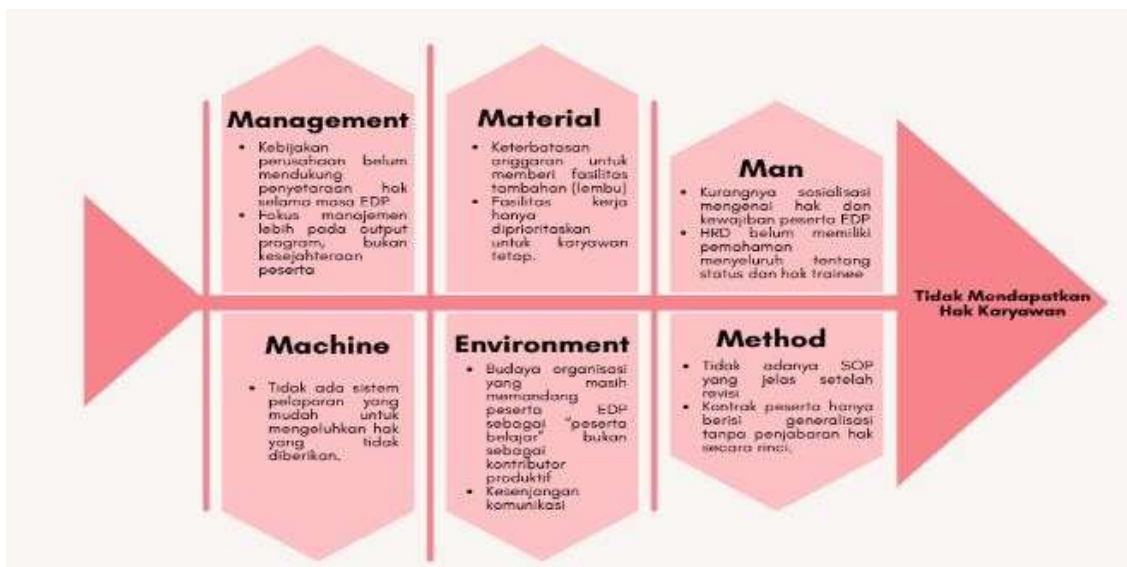 Management
• Kebijakan
perusahaan belum
mendukung
penyetaraan hak
selama masa EDP
• Fokus manajemen
lebih pada output
program, bukan
kesejahteraan
peserta
Material
• Keterbatasan
anggaran untuk
memberi fasilitas
tambahan (lembu)
• Fasilitas kerja
hanya
diprioritaskan
untuk karyawan
tetap.
Man
• Kurangnya sosialisasi
mengenai hak dan
kewajiban peserta EDP
• HRD belum memiliki
pemahaman
menyeluruh tentang
status dan hak trainee
Tidak Mendapatkan
Hak Karyawan
Machine
• Tidak ada sistem
pelaporan yang
mudah untuk
mengeluhkan hak
yang tidak
diberikan.
Environment
• Budaya organisasi
yang masih
memandang
peserta EDP
sebagai "peserta
belajar" bukan
sebagai
kontributor
produktif
• Kesenjangan
komunikasi
Method
• Tidak adanya SOP
yang jelas setelah
revisi
• Kontrak peserta hanya
berisi generalisasi
tanpa penjabaran hak
secara rinci.